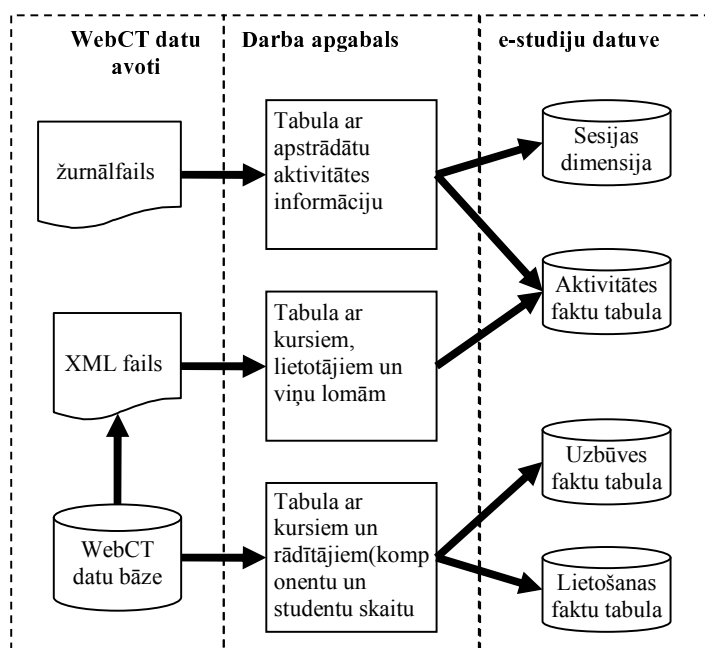 WebCT datu
avoti
Darba apgabals
e-studiju datuve
žurnālfails
Tabula ar
apstrādātu
aktivitātes
informāciju
Sesijas
dimensija
Aktivitātes
faktu tabula
XML fails
Tabula ar
kursiem,
lietotājiem un
viņu lomām
WebCT
datu bāze
Tabula ar
kursiem un
rādītājiem(komp
onentu un
studentu skaitu
Uzbūves
faktu tabula
Lietošanas
faktu tabula